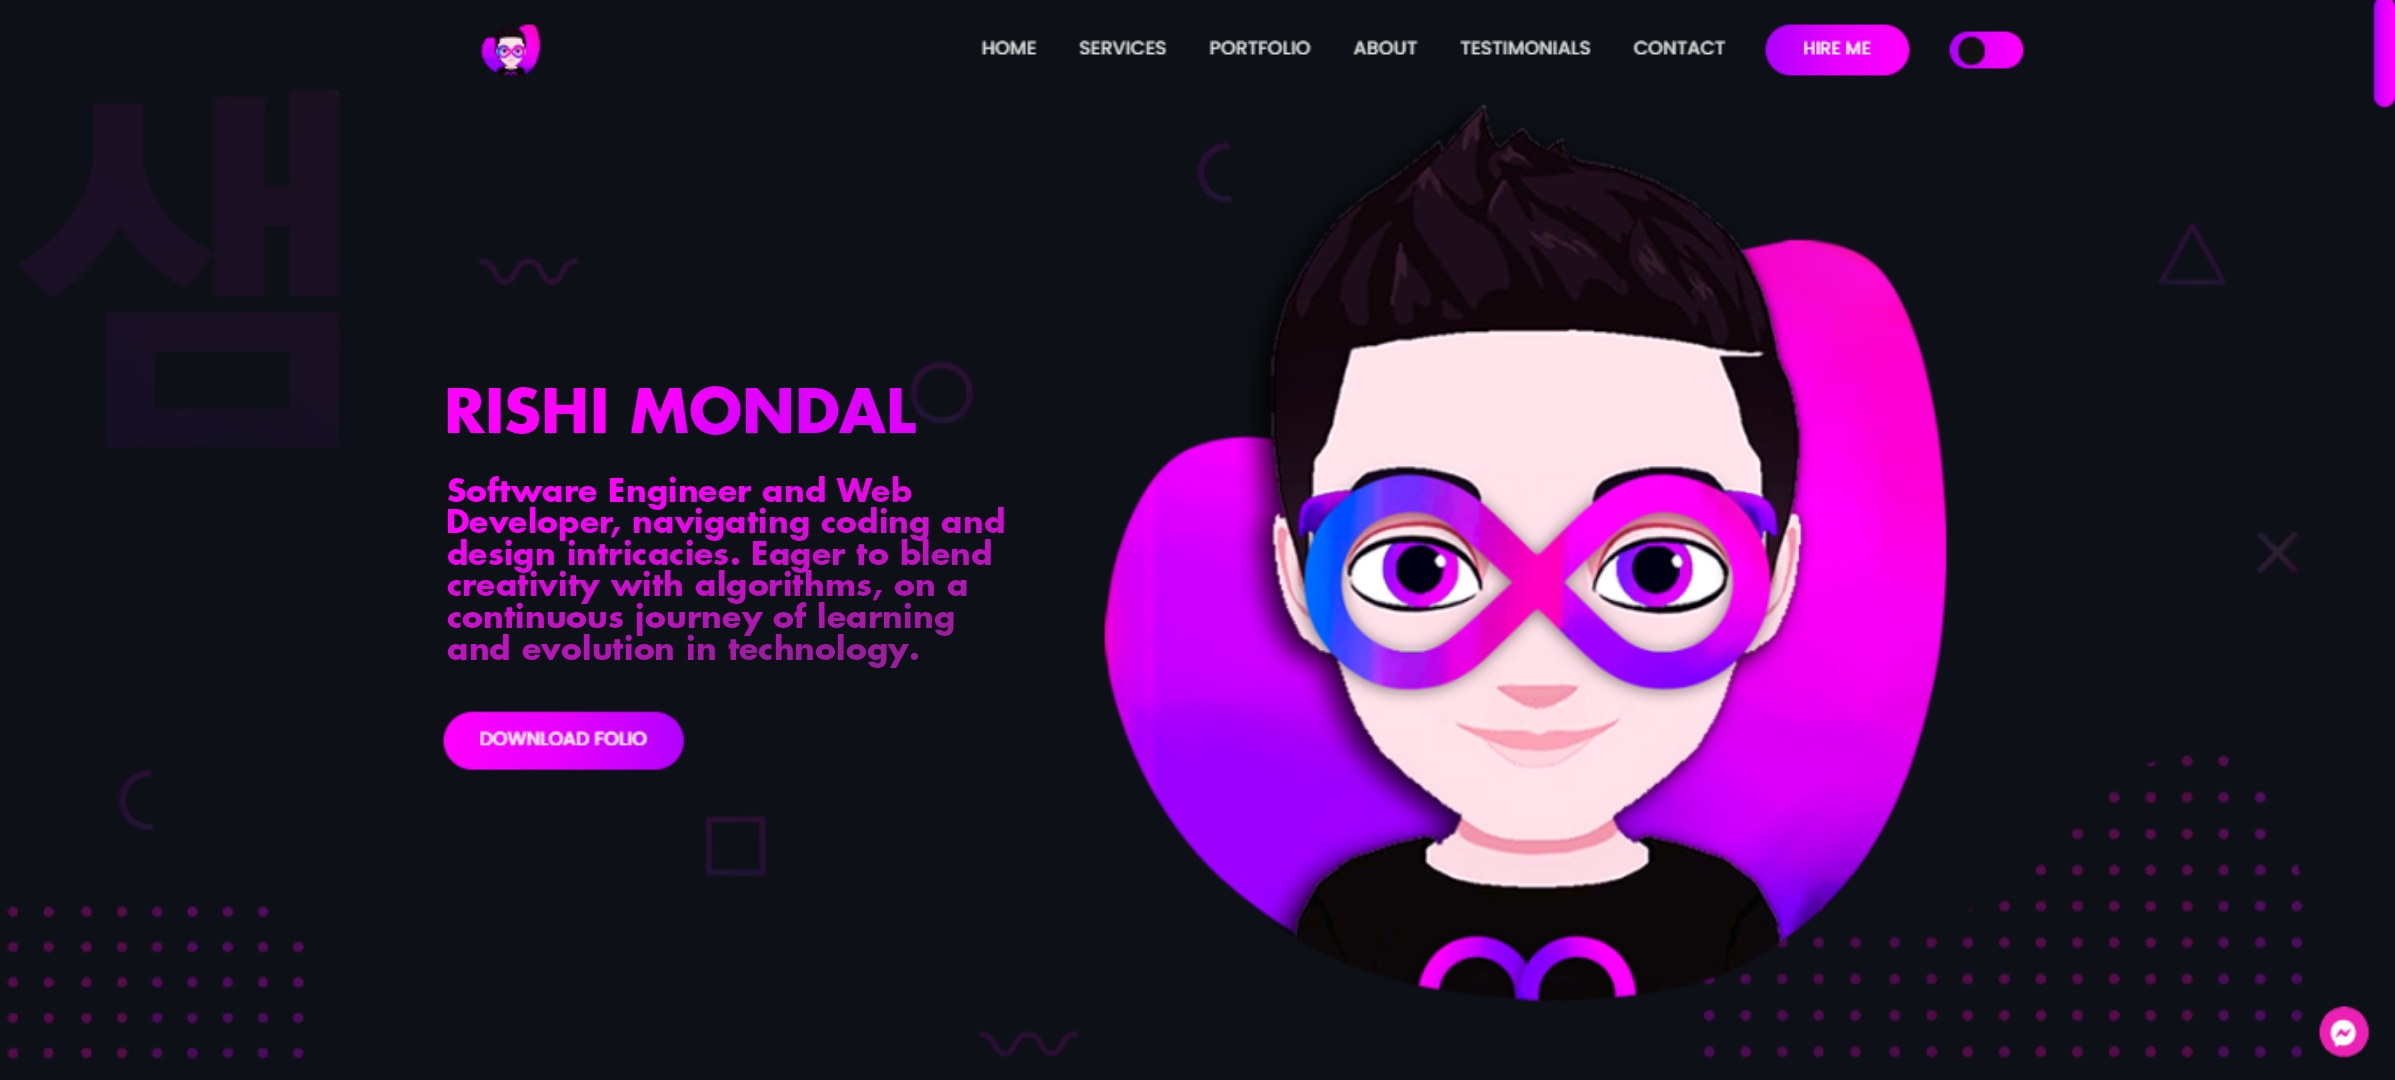 HOME SERVICES PORTFOLIO ABOUT TESTIMONIALS CONTACT HIRE ME
샘
RISHI MONDAL
Software Engineer and Web
Developer, navigating coding and
design intricacies. Eager to blend
creativity with algorithms, on a
continuous journey of learning
and evolution in technology.
DOWNLOAD FOLIO